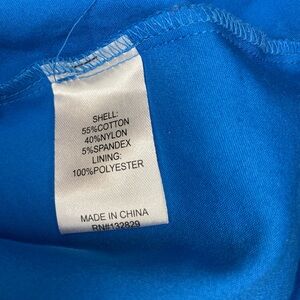 SHELL:
55%COTTON
40%NYLON
5%SPANDEX
LINING:
100%POLYESTER
MADE IN CHINA
RN#132829